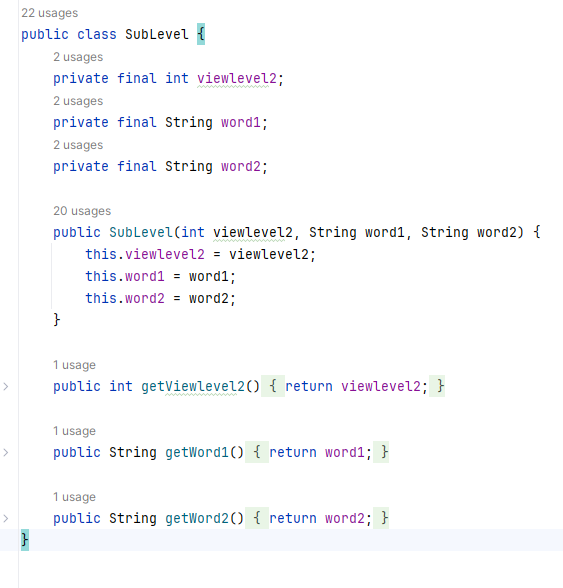 22 usages
public class SubLevel {
2 usages
private final int viewlevel2;
2 usages
private final String word1;
2 usages
private final String word2;
20 usages
public SubLevel(int viewlevel2, String word1, String word2) {
this.viewlevel2 = viewlevel2;
this.word1 = word1;
this.word2 = word2;
}
1 usage
public int getViewlevel2() { return viewlevel2; }
1 usage
public String getWord1() { return word1; }
1 usage
public String getWord2() { return word2; }
}